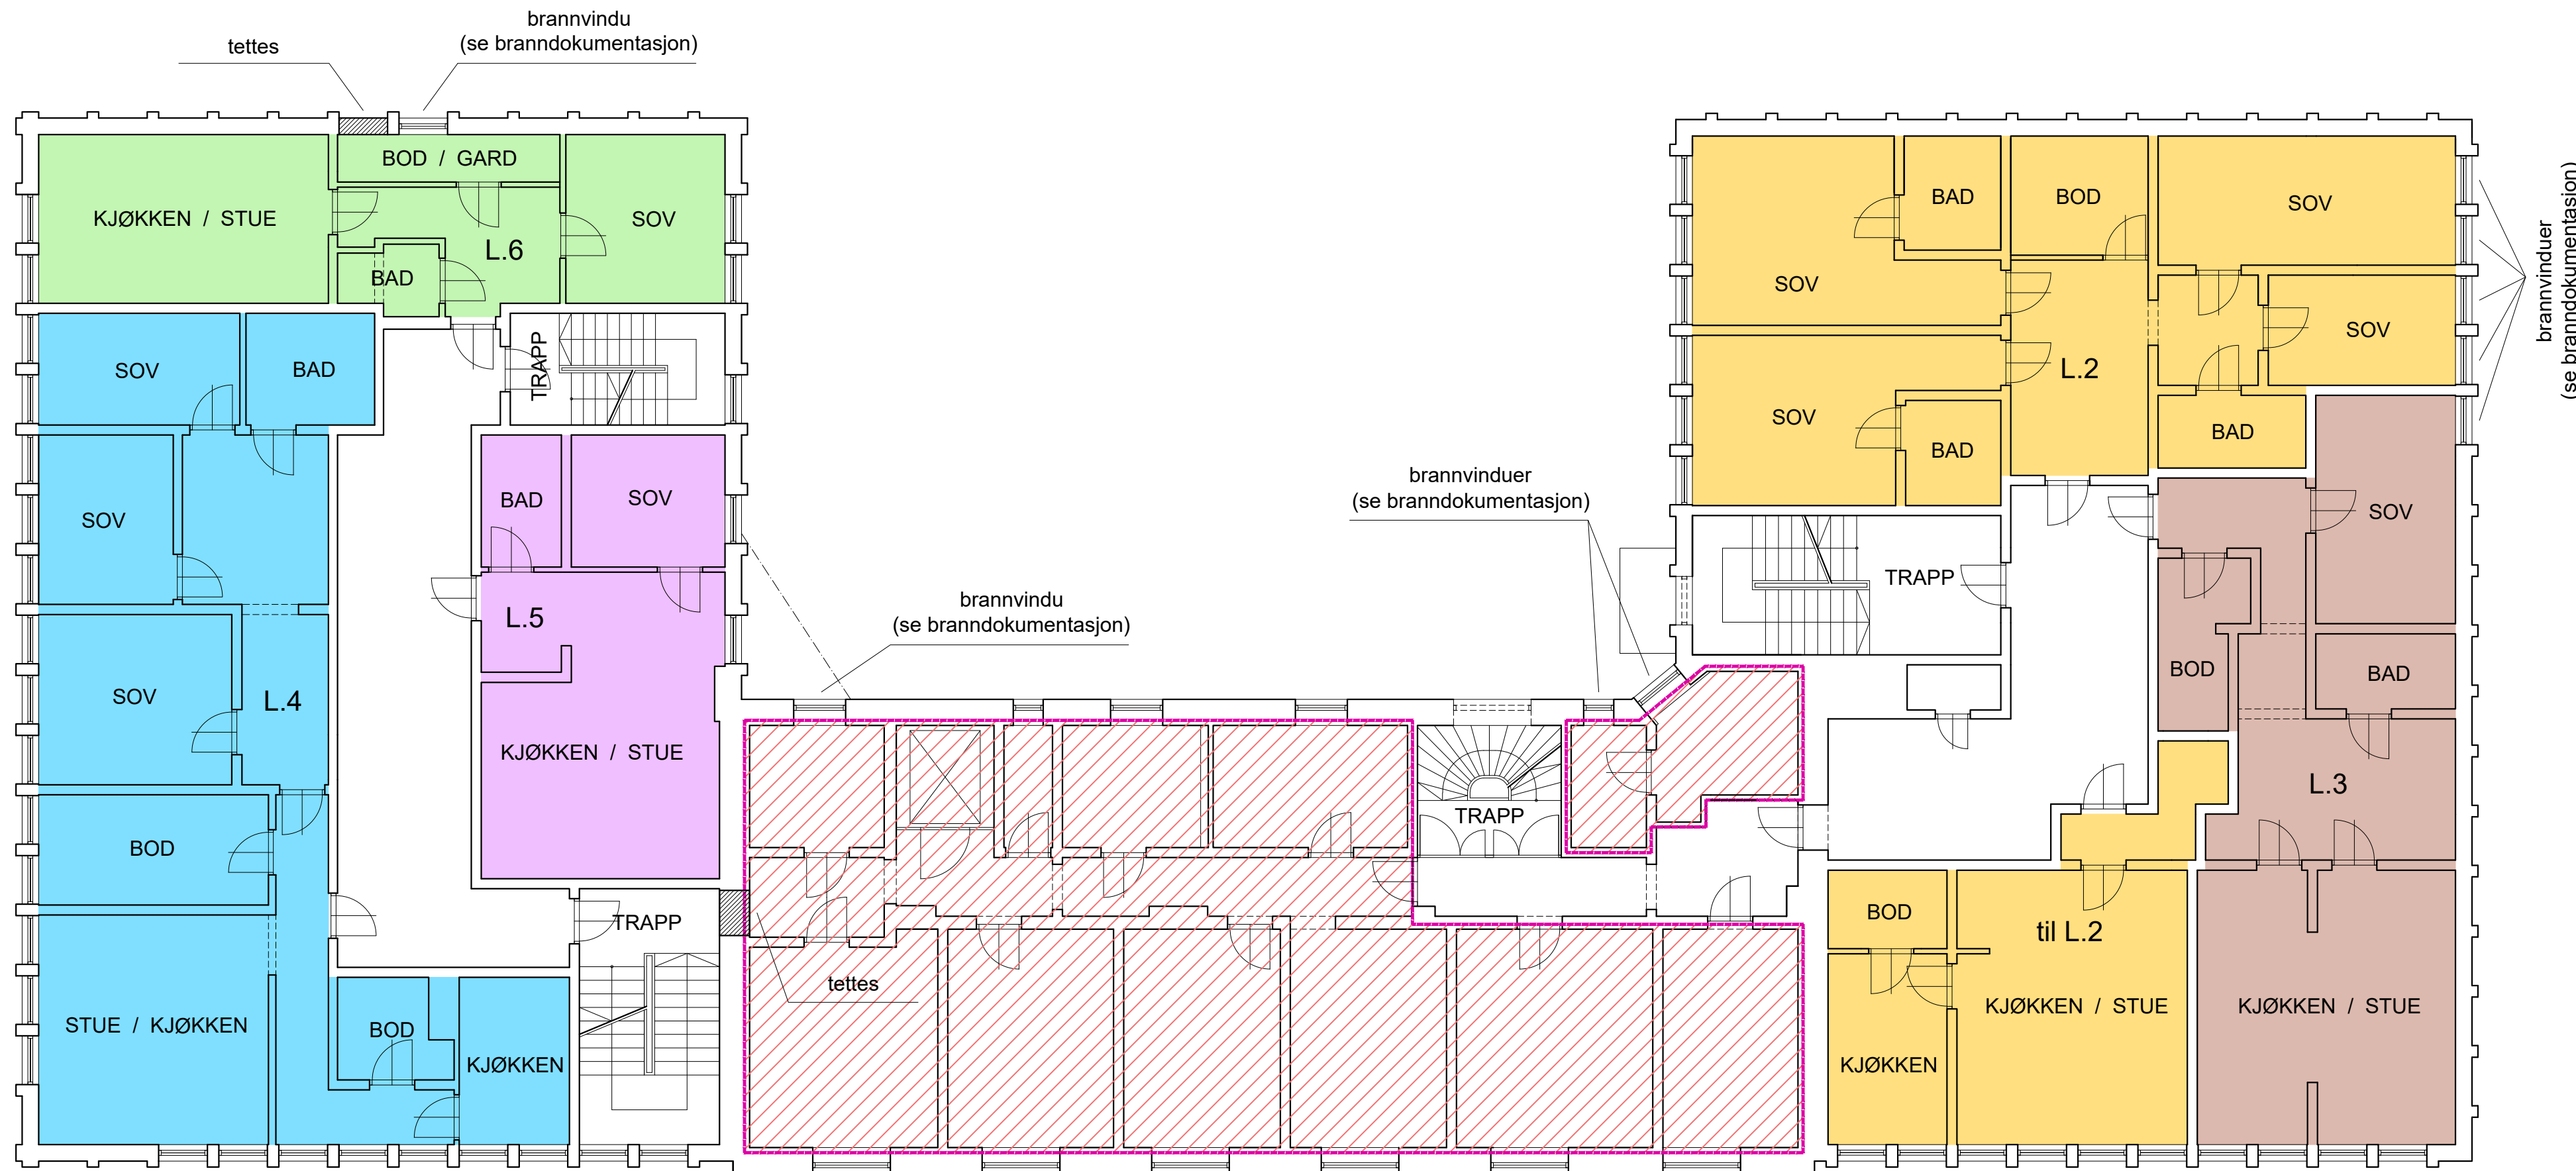 brannvindu
(se branndokumentasjon)
tettes
KJØKKEN / STUE
BOD / GARD
SOV
L.6
BAD
SOV
BAD
TRAPP
SOV
BAD
SOV
SOV
L.4
L.5
KJØKKEN / STUE
BOD
TRAPP
STUE / KJØKKEN
BOD
KJØKKEN
brannvindu
(se branndokumentasjon)
tettes
brannvinduer
(se branndokumentasjon)
TRAPP
BAD
BOD
SOV
SOV
SOV
L.2
SOV
BAD
BAD
brannvinduer
(se branndokumentasjon)
SOV
TRAPP
BOD
BAD
L.3
BOD
til L.2
KJØKKEN / STUE
KJØKKEN / STUE
KJØKKEN